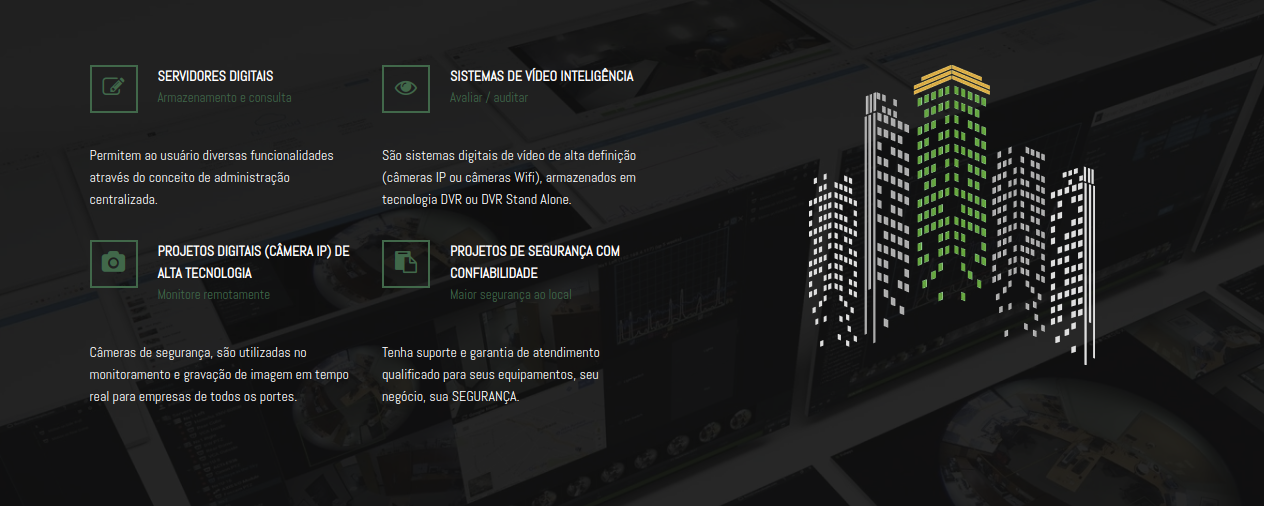 SERVIDORES DIGITAIS
Armazenamento e consulta
Permitem ao usuário diversas funcionalidades
através do conceito de administração
centralizada.
SISTEMAS DE VÍDEO INTELIGÊNCIA
Avaliar / auditar
São sistemas digitais de vídeo de alta definição
(câmeras IP ou câmeras Wifi), armazenados em
tecnologia DVR ou DVR Stand Alone.
PROJETOS DIGITAIS (CÂMERA IP) DE
ALTA TECNOLOGIA
Monitore remotamente
Câmeras de segurança, são utilizadas no
monitoramento e gravação de imagem em tempo
real para empresas de todos os portes.
PROJETOS DE SEGURANÇA COM
CONFIABILIDADE
Maior segurança ao local
Tenha suporte e garantia de atendimento
qualificado para seus equipamentos, seu
negócio, sua SEGURANÇA.